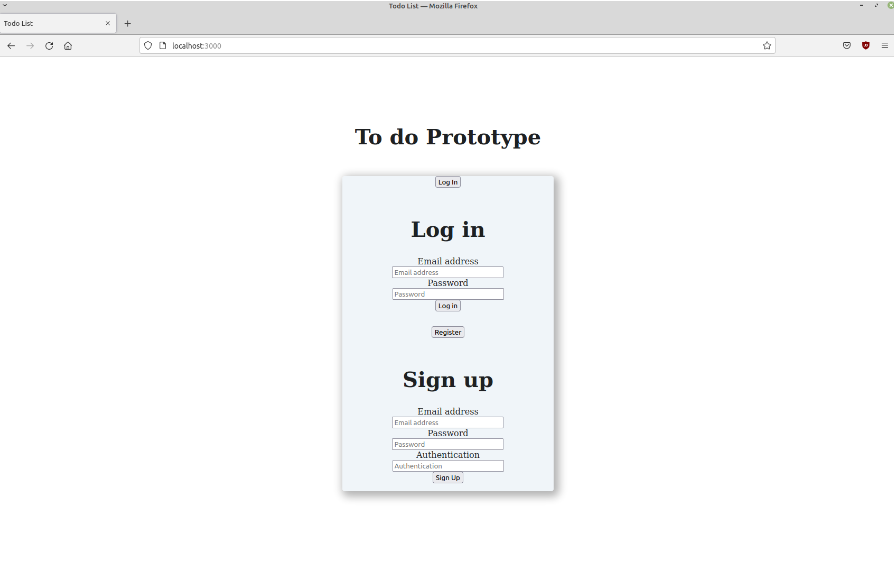 Todo List — Mozilla Firefox
Todo List
localhost:3000
To do Prototype
Log In
Log in
Email address
Email address
Password
Password
Log in
Register
Sign up
Email address
Email address
Password
Password
Authentication
Authentication
Sign Up